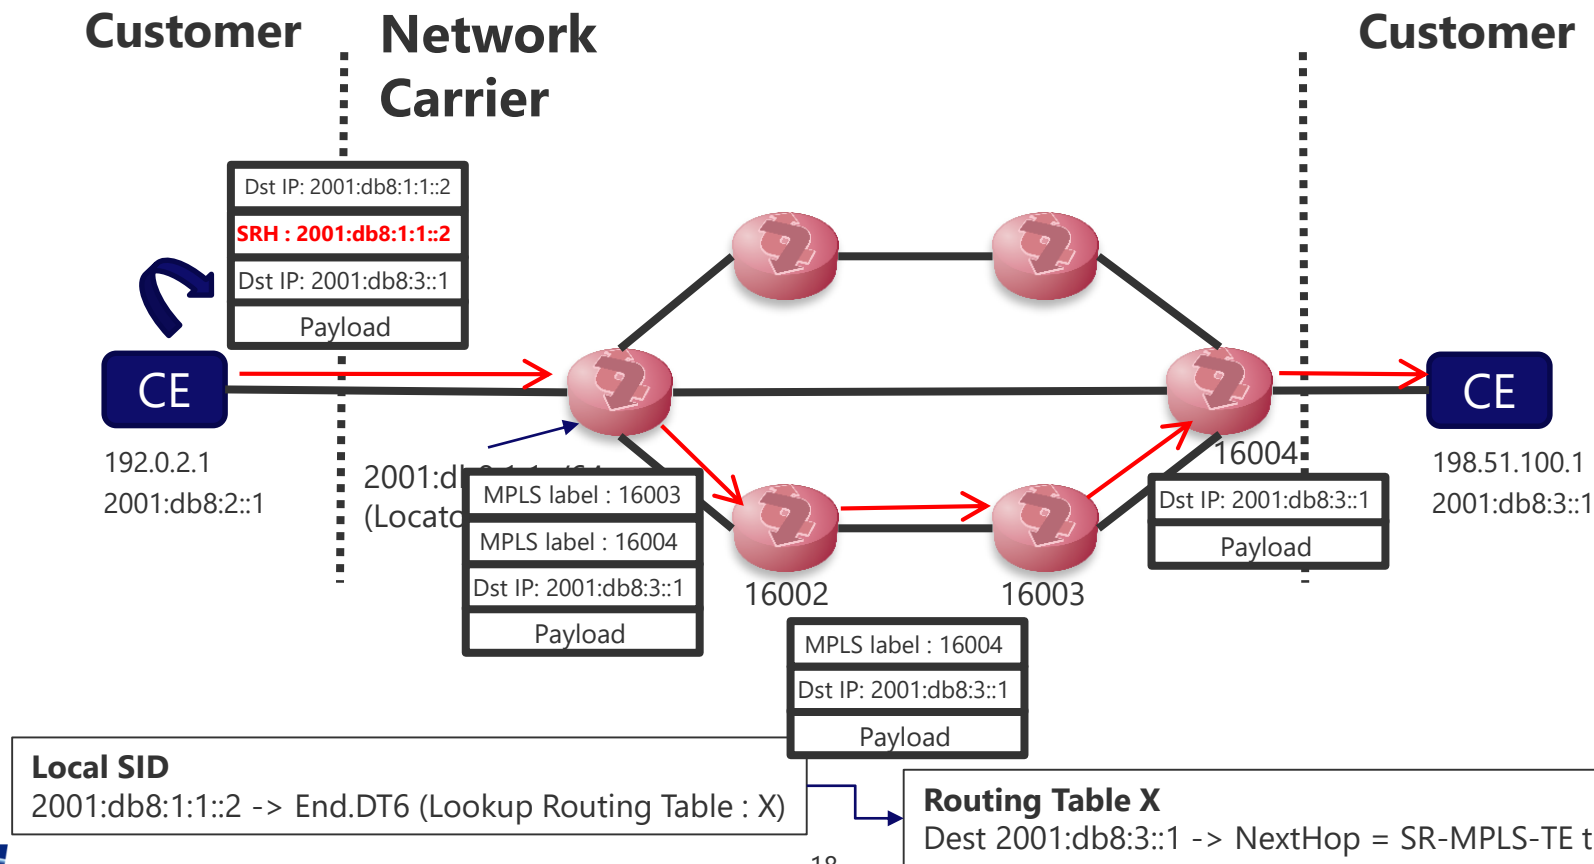 Customer
Network
Carrier
Customer
Dst IP: 2001:db8:1:1::2
SRH : 2001:db8:1:1::2
Dst IP: 2001:db8:3::1
Payload
CE
192.0.2.1
2001:db8:2::1
MPLS label : 16003
MPLS label : 16004
Dst IP: 2001:db8:3::1
Payload
16002
16003
MPLS label : 16004
Dst IP: 2001:db8:3::1
Payload
16004
Dst IP: 2001:db8:3::1
Payload
CE
198.51.100.1
2001:db8:3::1
Local SID
2001:db8:1:1::2 -> End.DT6 (Lookup Routing Table : X)
Routing Table X
Dest 2001:db8:3::1 -> NextHop = SR-MPLS-TE